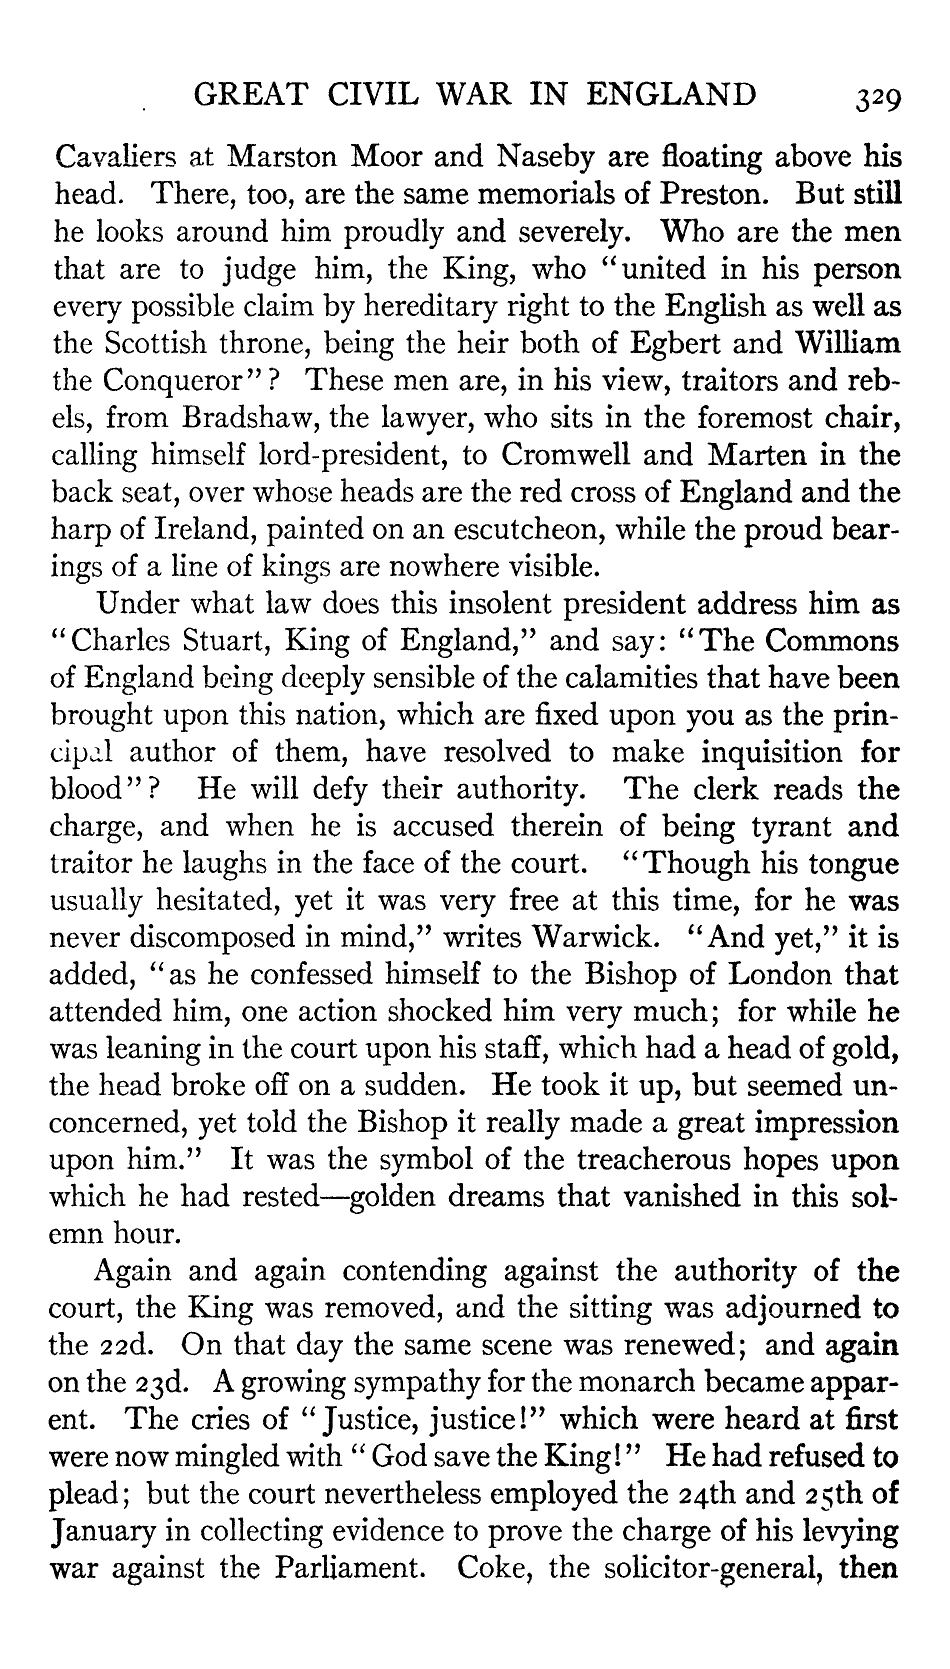 GREAT CIVIL WAR IN ENGLAND 329
Cavaliers at Marston Moor and Naseby are floating above his
head. There, too, are the same memorials of Preston. But still
he looks around him proudly and severely. Who are the men
that are to judge him, the King, who "united in his person
every possible claim by hereditary right to the English as well as
the Scottish throne, being the heir both of Egbert and William
the Conqueror"? These men are, in his view, traitors and reb-
els, from Bradshaw, the lawyer, who sits in the foremost chair,
calling himself lord-president, to Cromwell and Marten in the
back seat, over whose heads are the red cross of England and the
harp of Ireland, painted on an escutcheon, while the proud bear-
ings of a line of kings are nowhere visible.
Under what law does this insolent president address him as
"Charles Stuart, King of England," and say: "The Commons
of England being deeply sensible of the calamities that have been
brought upon this nation, which are fixed upon you as the prin-
cipal author of them, have resolved to make inquisition for
blood"? He will defy their authority. The clerk reads the
charge, and when he is accused therein of being tyrant and
traitor he laughs in the face of the court. "Though his tongue
usually hesitated, yet it was very free at this time, for he was
never discomposed in mind," writes Warwick. "And yet," it is
added, "as he confessed himself to the Bishop of London that
attended him, one action shocked him very much; for while he
was leaning in the court upon his staff, which had a head of gold,
the head broke off on a sudden. He took it up, but seemed un-
concerned, yet told the Bishop it really made a great impression
upon him." It was the symbol of the treacherous hopes upon
which he had rested—golden dreams that vanished in this sol-
emn hour.
Again and again contending against the authority of the
court, the King was removed, and the sitting was adjourned to
the 22d. On that day the same scene was renewed; and again
on the 23d. A growing sympathy for the monarch became appar-
ent. The cries of "Justice, justice!" which were heard at first
were now mingled with "God save the King!" He had refused to
plead; but the court nevertheless employed the 24th and 25th of
January in collecting evidence to prove the charge of his levying
war against the Parliament. Coke, the solicitor-general, then